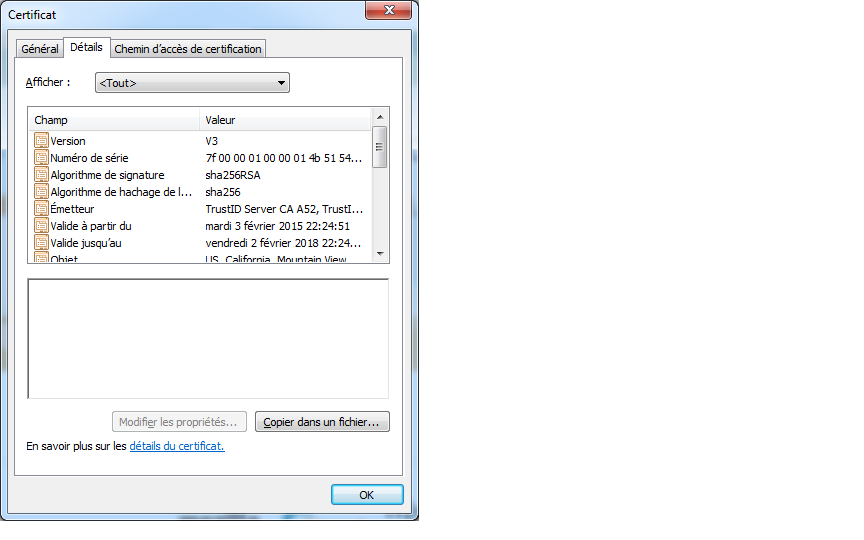 Certificat
Général Détails Chemin d'accès de certification
Afficher : <Tout>
Champ Valeur
Version V3
Numéro de série 7f 00 00 01 00 00 01 4b 51 54...
Algorithme de signature sha256RSA
Algorithme de hachage de l... sha256
Émetteur TrustID Server CA A52, TrustI...
Valide à partir du mardi 3 février 2015 22:24:51
Valide jusqu'au vendredi 2 février 2018 22:24...
Objet US, California, Mountain View
Modifier les propriétés... Copier dans un fichier...
En savoir plus sur les détails du certificat.
OK